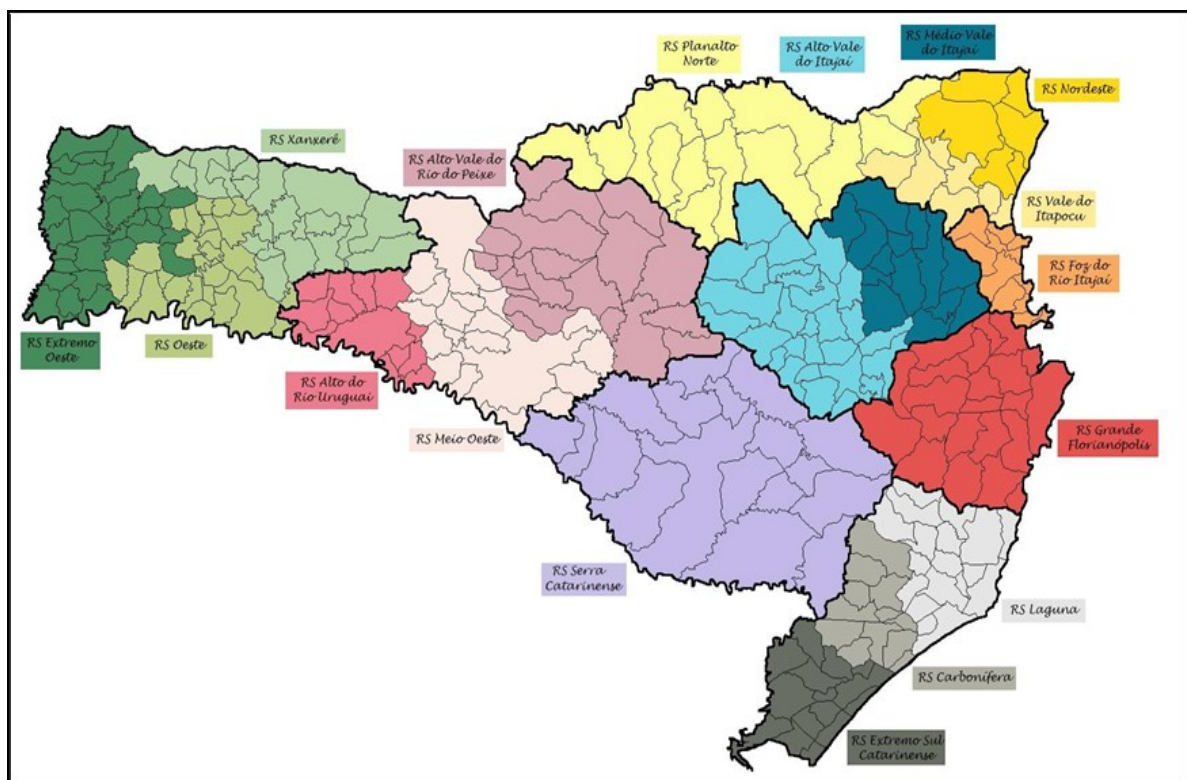 RS Planalto
Norte
RS Alto Vale
do Itajaí
RS Médio Vale
do Itajaí
RS Nordeste
RS Xanxerê
RS Alto Vale do
Rio do Peixe
RS Vale do
Itapocu
RS Foz do
Rio Itajaí
RS Extremo
Oeste
RS Oeste
RS Alto do
Rio Uruguai
RS Meio Oeste
RS Grande
Florianópolis
RS Serra
Catarinense
RS Laguna
RS Carbonífera
RS Extremo Sul
Catarinense